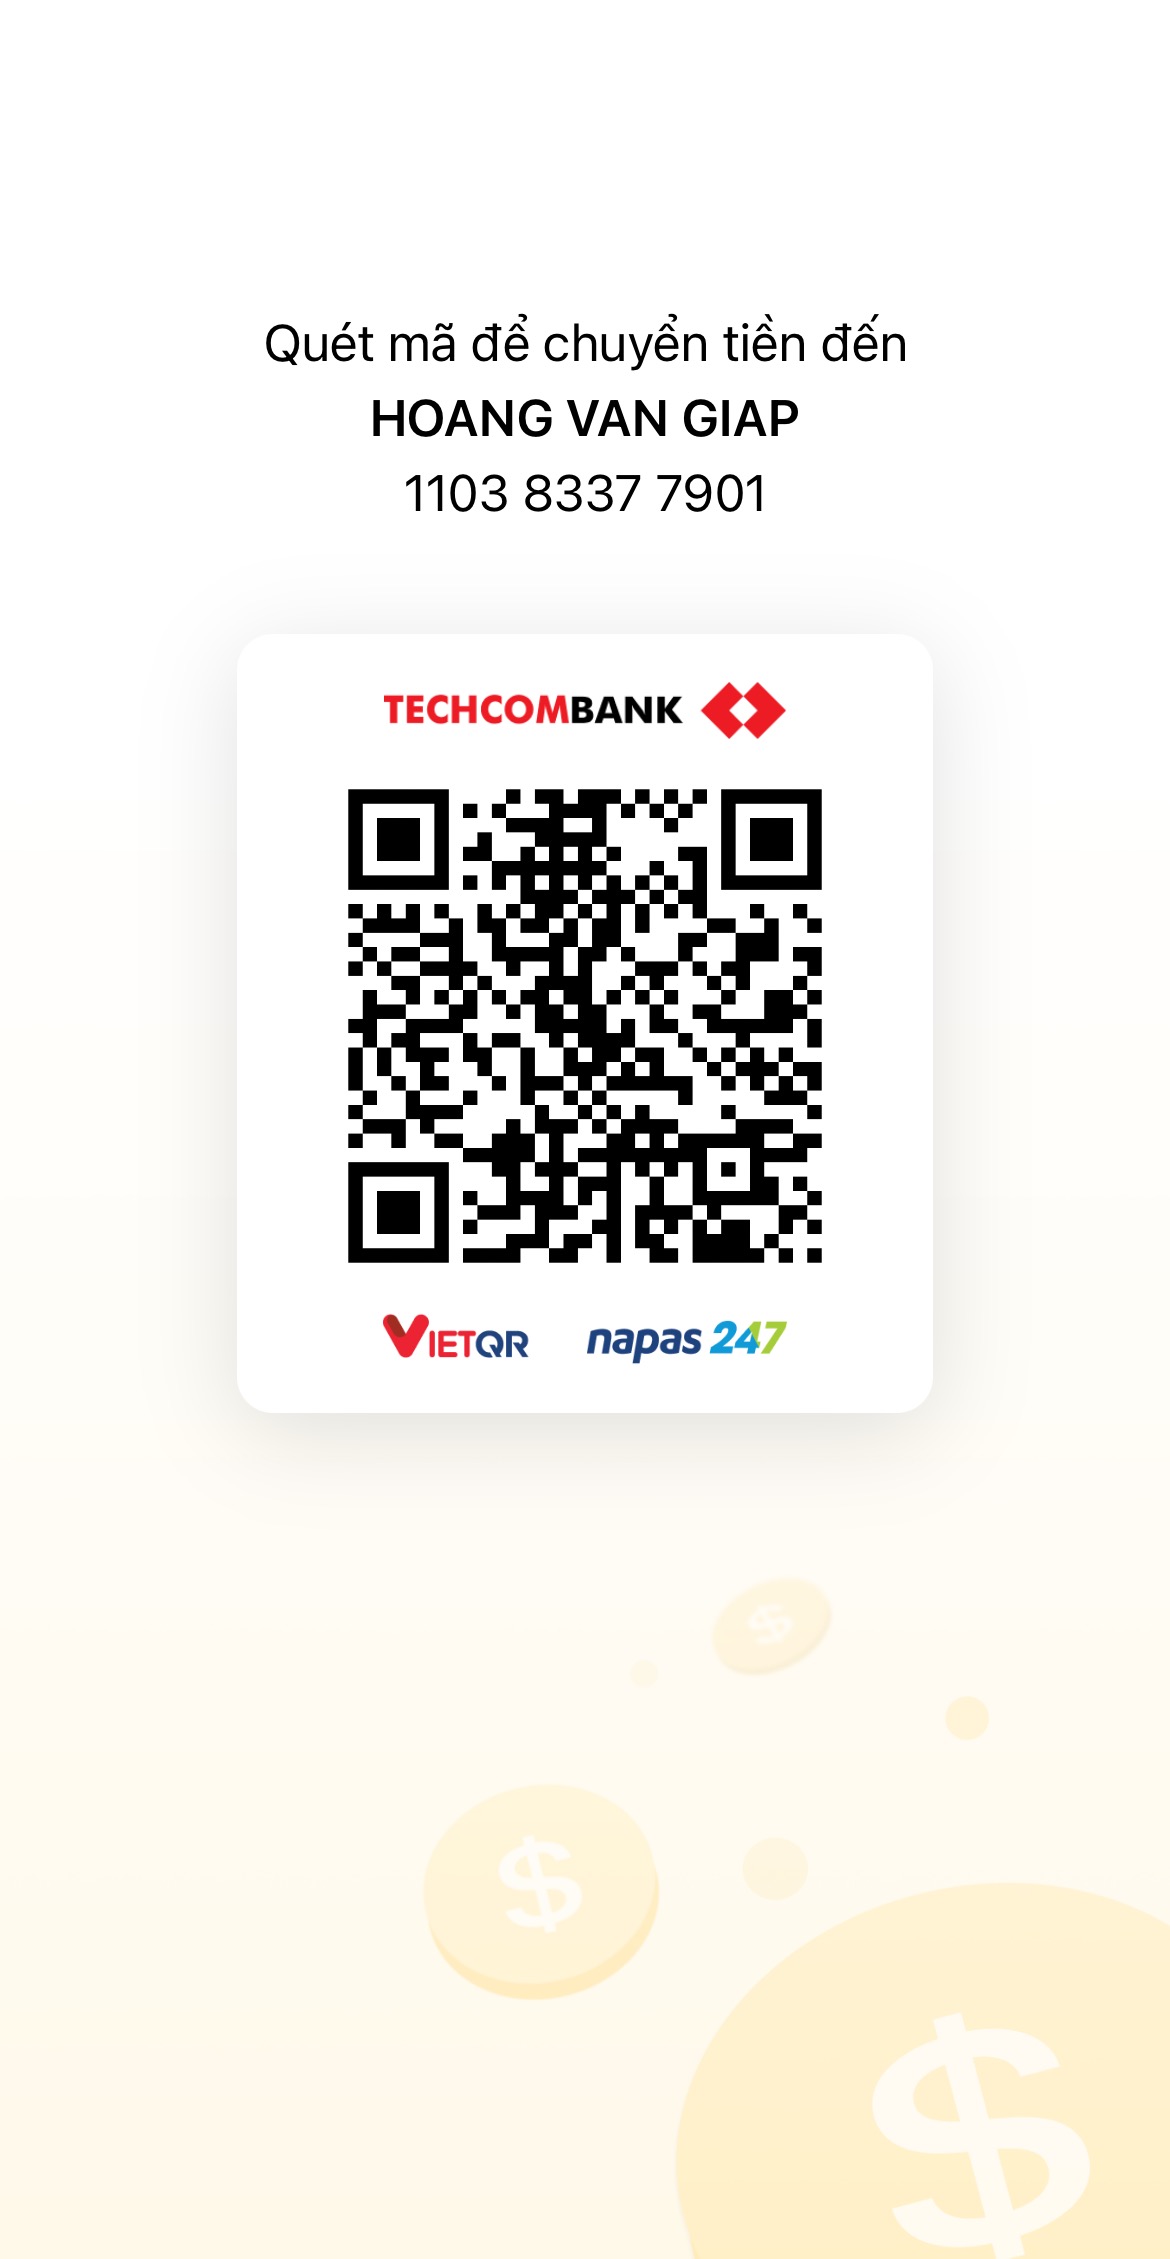 Quét mã để chuyển tiền đến
HOANG VAN GIAP
1103 8337 7901
TECHCOMBANK
VIETQR napas 247
$
$
$